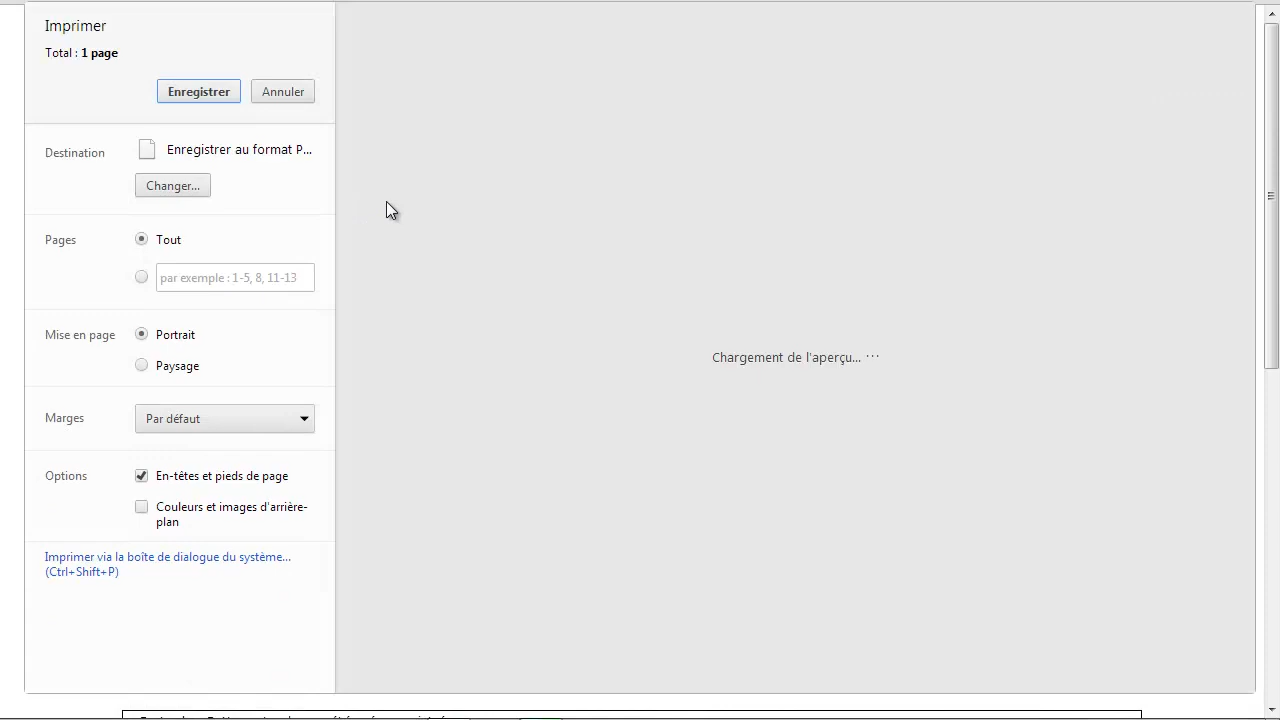 Imprimer
Total : 1 page
Enregistrer
Annuler
Destination
Enregistrer au format P...
Changer...
Pages
Tout
par exemple : 1-5, 8, 11-13
Mise en page
Portrait
Paysage
Marges
Par défaut
Options
En-têtes et pieds de page
Couleurs et images d'arrière-
plan
Imprimer via la boîte de dialogue du système...
(Ctrl+Shift+P)
Chargement de l'aperçu... ...